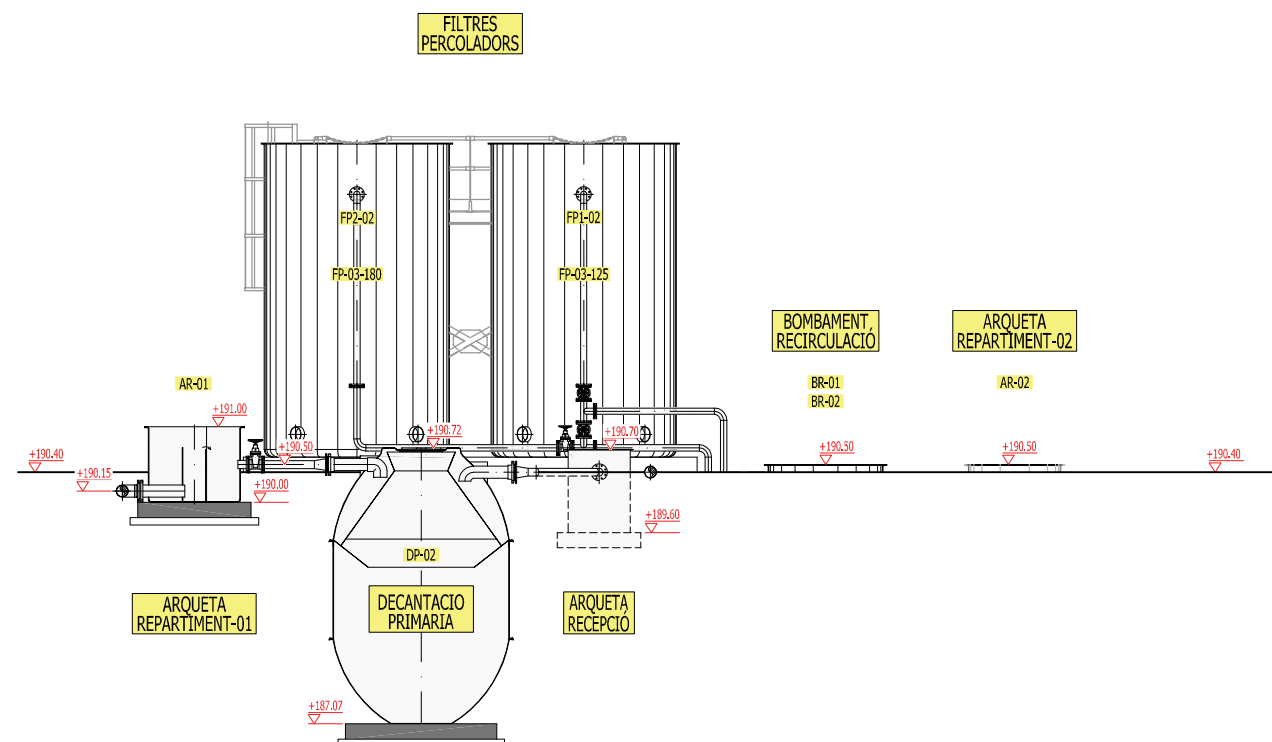 FILTRES
PERCOLADORS
FP2-02
FP1-02
FP-03-180
FP-03-125
BOMBAMENT,
RECIRCULACIÓ
ARQUETA
REPARTIMENT-02
AR-01
BR-01
BR-02
AR-02
+191.00
+190.72
+190.70
+190.50
+190.50
+190.50
+190.40
+190.40
+190.15
+190.00
+189.60
DP-02
ARQUETA
REPARTIMENT-01
DECANTACIO
PRIMARIA
ARQUETA
RECEPCIÓ
+187.07